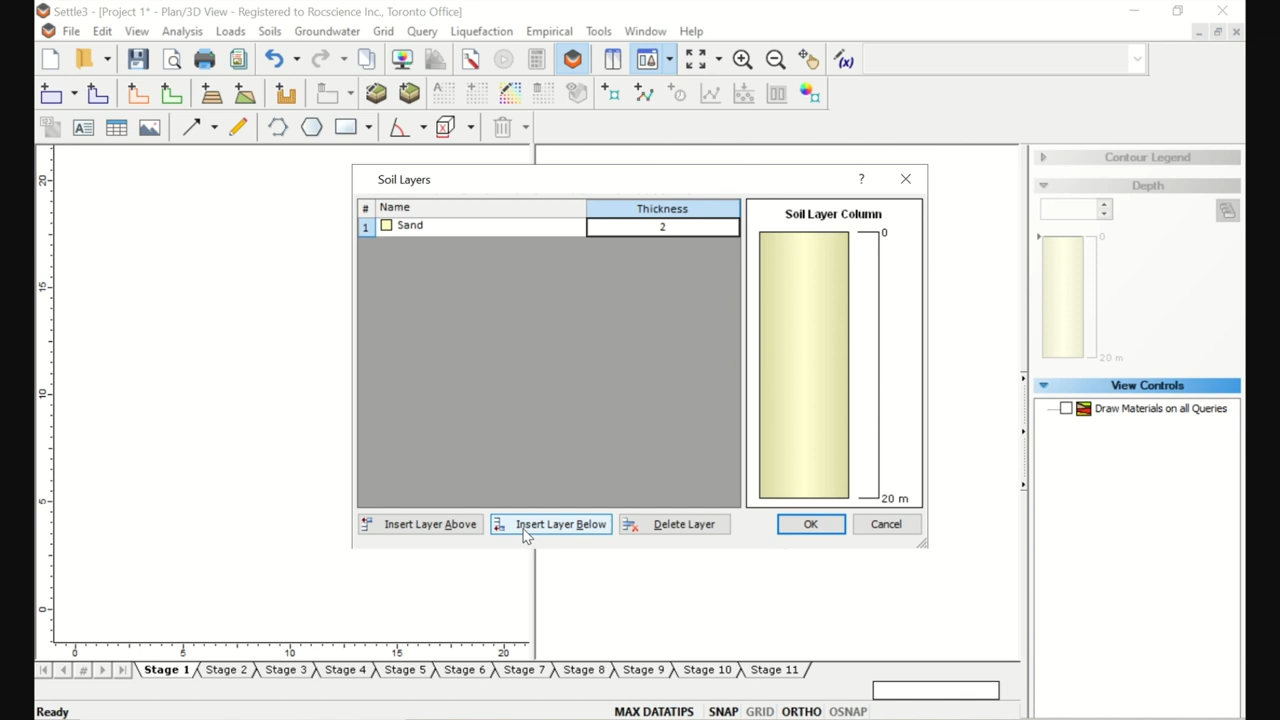 Settle3 - [Project 1* - Plan/3D View - Registered to Rocscience Inc., Toronto Office]
File Edit View Analysis Loads Soils Groundwater Grid Query Liquefaction Empirical Tools Window Help
(x)
A
Soil Layers ?
# Name Thickness
1 Sand 2
Soil Layer Column
0
20 m
Insert Layer Above Insert Layer Below Delete Layer OK Cancel
Contour Legend
Depth
0
20 m
View Controls
Draw Materials on all Queries
20
15
10
5
0
0 5 10 15 20
# Stage 1 Stage 2 Stage 3 Stage 4 Stage 5 Stage 6 Stage 7 Stage 8 Stage 9 Stage 10 Stage 11
Ready MAX DATATIPS SNAP GRID ORTHO OSNAP